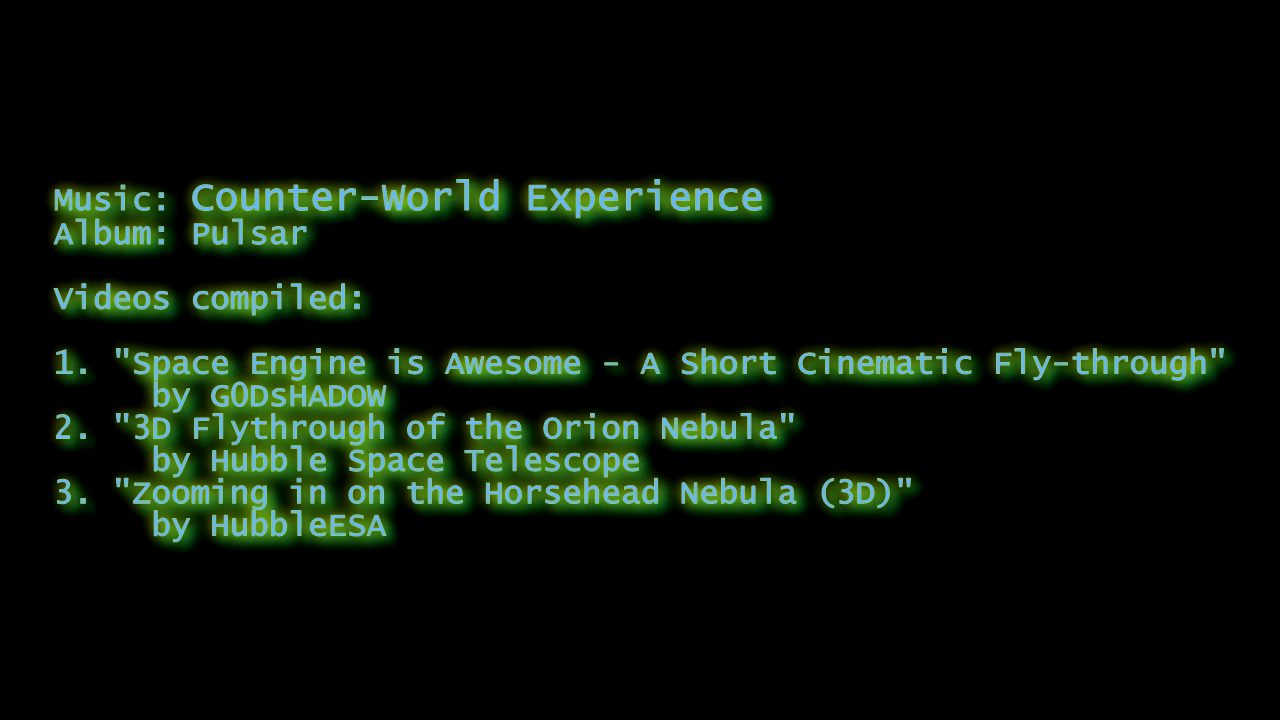 Music: Counter-World Experience
Album: Pulsar
Videos compiled:
1. "Space Engine is Awesome - A Short Cinematic Fly-through"
by G0DsHADOW
2. "3D Flythrough of the Orion Nebula"
by Hubble Space Telescope
3. "Zooming in on the Horsehead Nebula (3D)"
by HubbleESA